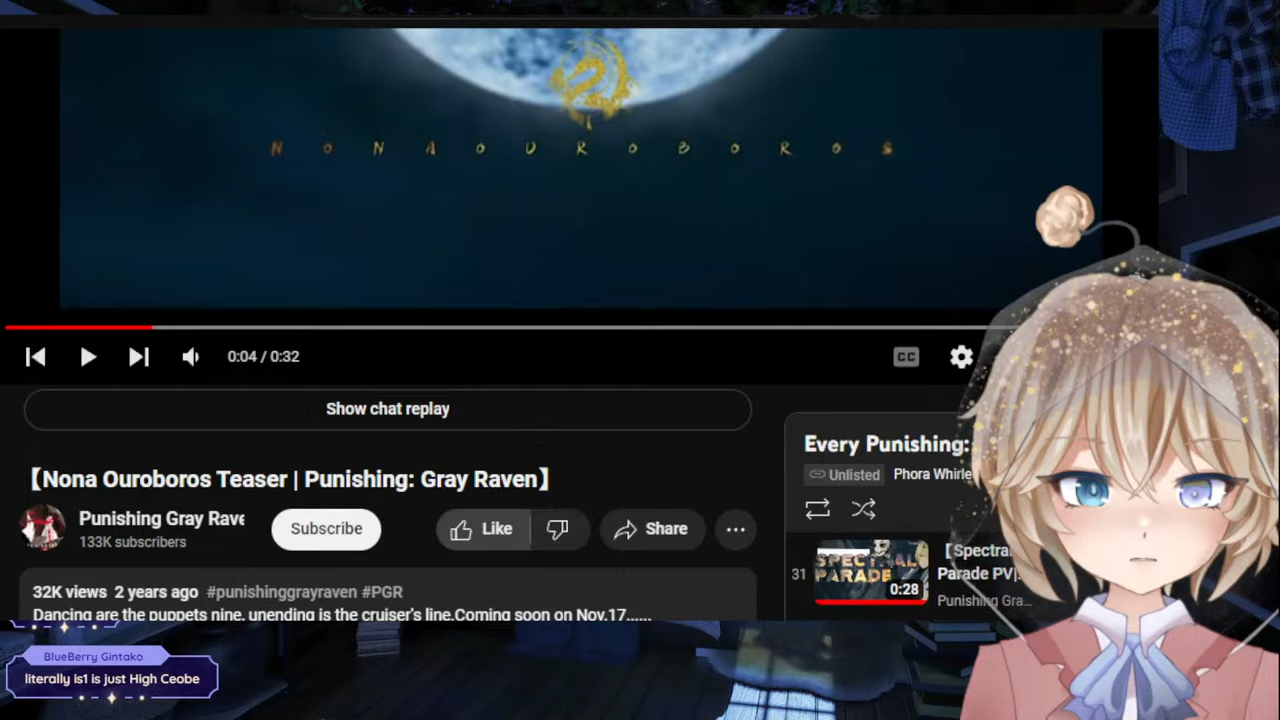 N O N A O U R O B O R O S
0:04 / 0:32
CC
Show chat replay
【Nona Ouroboros Teaser | Punishing: Gray Raven】
Punishing Gray Rave
133K subscribers
Subscribe
Like
Share
32K views 2 years ago #punishinggrayraven #PGR
Dancing are the puppets nine, unending is the cruiser's line.Coming soon on Nov.17......
Every Punishing:
Unlisted
Phora Whirle
31
SPECTRAL
PARADE
0:28
【Spectral
Parade PV|
Punishing Gra...
BlueBerry Gintako
literally is1 is just High Ceobe